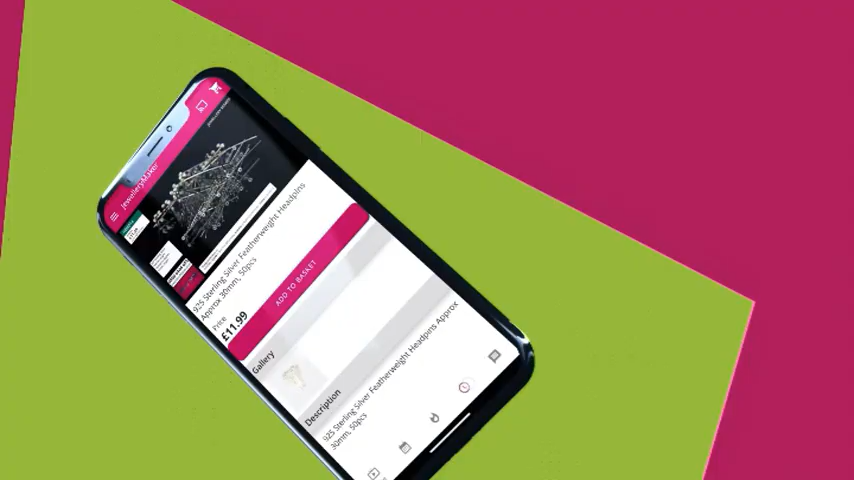 JewelleryMaker
925 Sterling Silver Featherweight Headpins
Approx 30mm, 50pcs
Price
£11.99
ADD TO BASKET
Gallery
Description
925 Sterling Silver Featherweight Headpins Approx
30mm, 50pcs